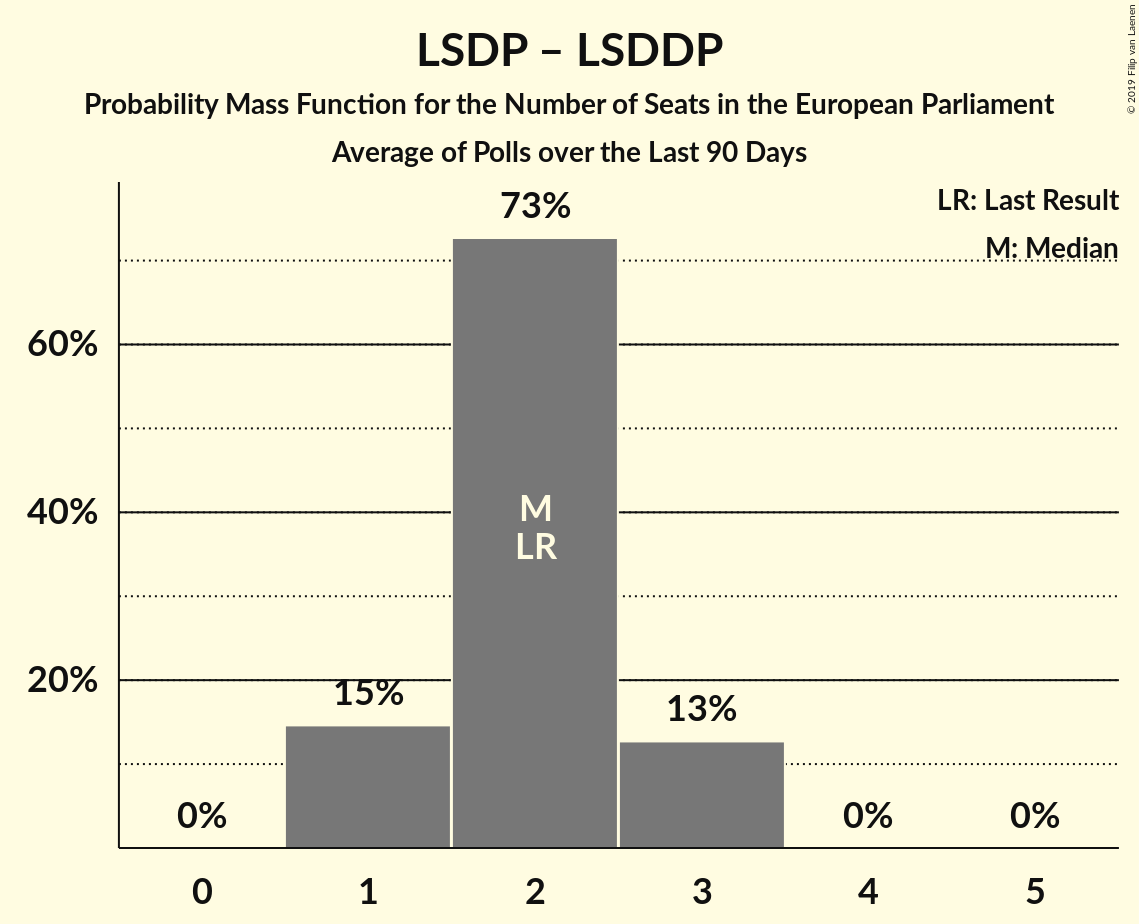 LSDP – LSDDP
Probability Mass Function for the Number of Seats in the European Parliament
Average of Polls over the Last 90 Days
© 2019 Filip van Laenen
LR: Last Result
M: Median
73%
60%
40%
20%
M
LR
15%
13%
0%
0%
0%
0 1 2 3 4 5